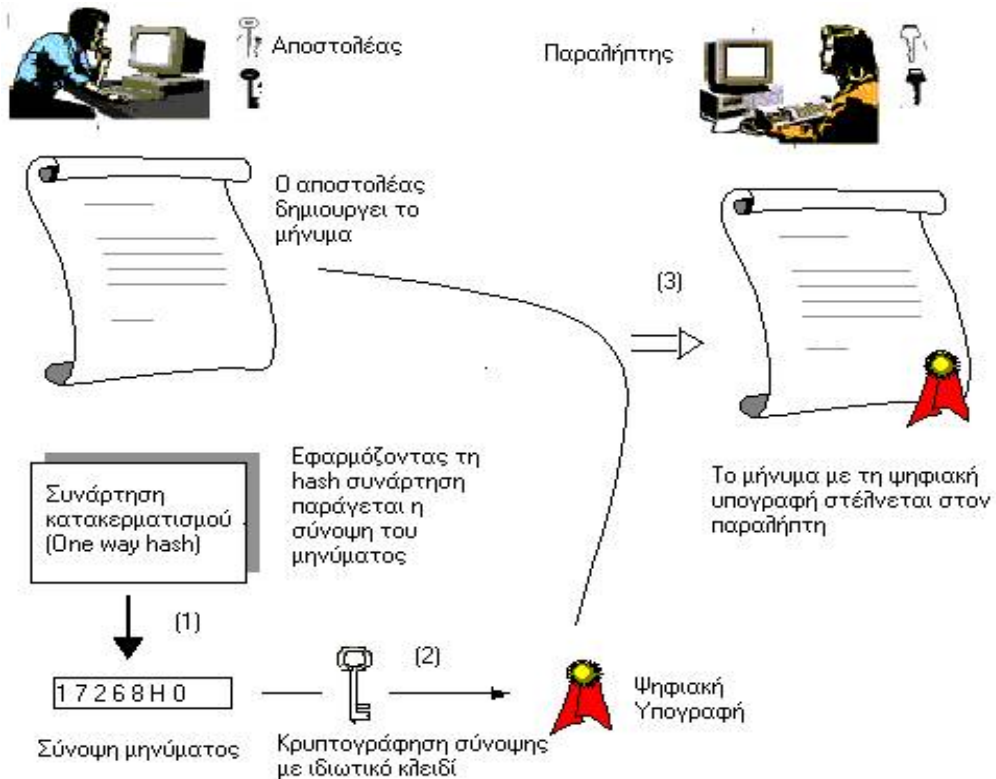 Αποστολέας
Παραλήπτης
Ο αποστολέας
δημιουργει το
μήνυμα
(3)
Εφαρμόζοντας τη
hash συνάρτηση
παράγεται η
σύνοψη του
μηνύματος
Συνάρτηση
κατακερματισμού
(One way hash)
Το μήνυμα με τη ψηφιακή
υπογραφή στέλνεται στον
παραλήπτη
(1)
(2)
17268H0
Ψηφιακή
Υπογραφή
Σύνοψη μηνύματος
Κρυπτογράφηση σύνοψης
με ιδιωτικό κλειδί